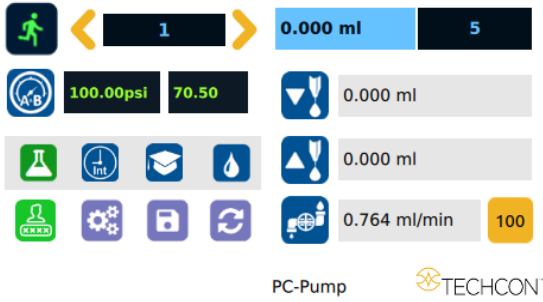 1
0.000 ml 5
A·B 100.00psi 70.50
0.000 ml
Int
0.000 ml
xxxx
0.764 ml/min 100
PC-Pump TECHCON